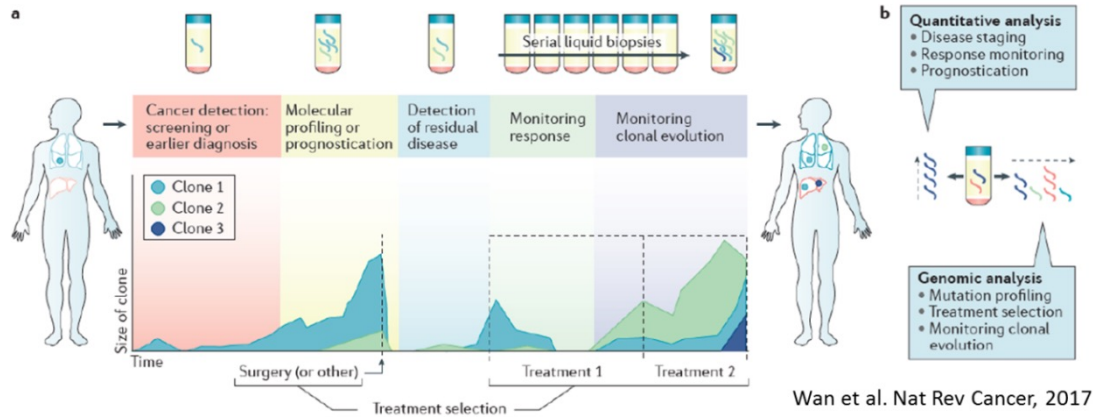 a
Serial liquid biopsies
Cancer detection:
screening or
earlier diagnosis
Molecular
profiling or
prognostication
Detection
of residual
disease
Monitoring
response
Monitoring
clonal evolution
Clone 1
Clone 2
Clone 3
Size of clone
Time
Surgery (or other)
Treatment 1
Treatment 2
Treatment selection
b
Quantitative analysis
• Disease staging
• Response monitoring
• Prognostication
Genomic analysis
• Mutation profiling
• Treatment selection
• Monitoring clonal
evolution
Wan et al. Nat Rev Cancer, 2017